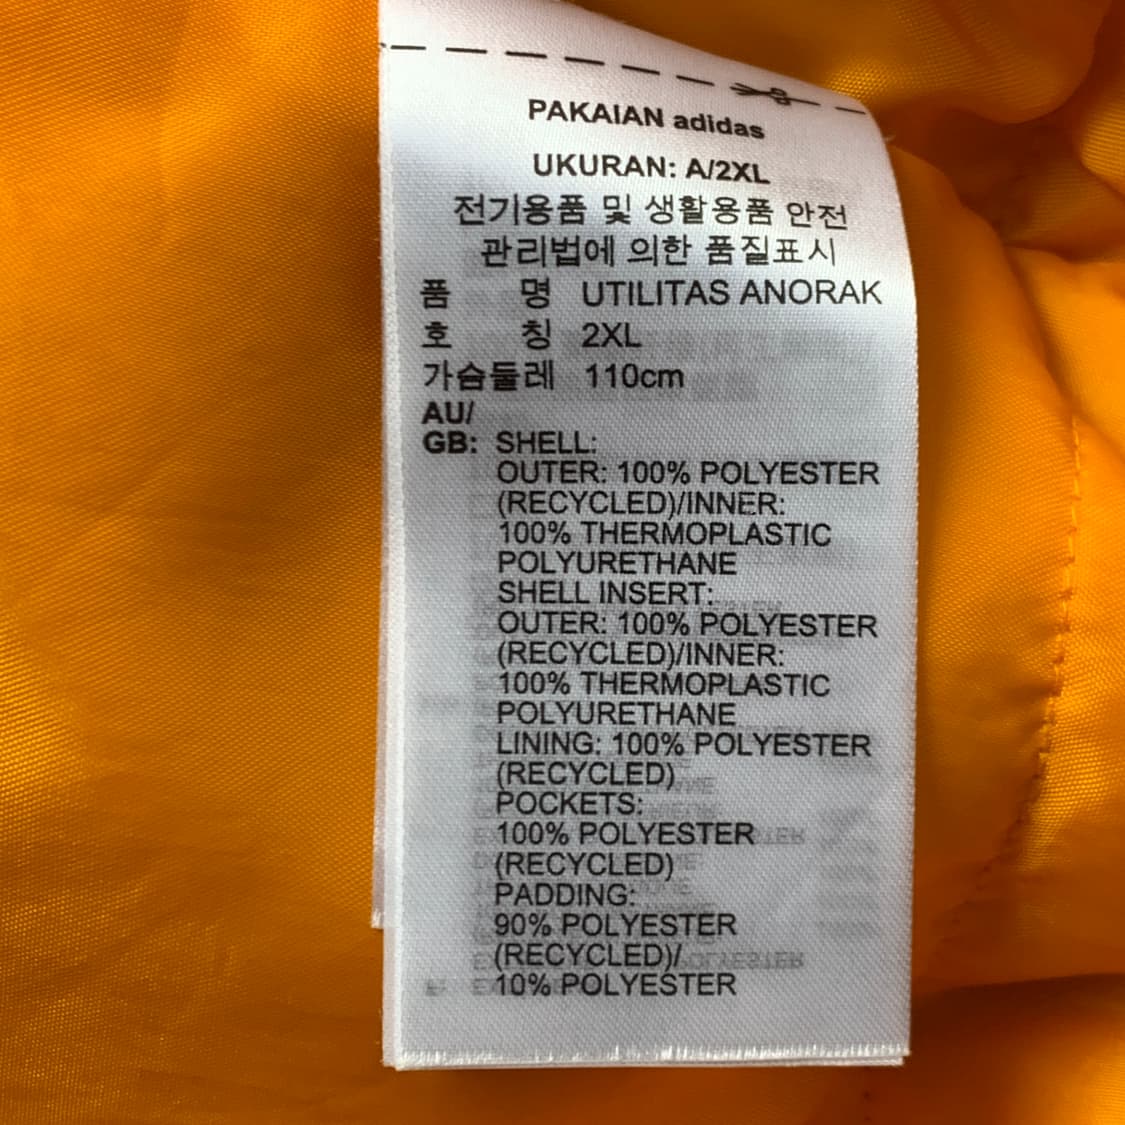 PAKAIAN adidas
UKURAN: A/2XL
전기용품 및 생활용품 안전
관리법에 의한 품질표시
품 명 UTILITAS ANORAK
호 칭 2XL
가슴둘레 110cm
AU/
GB: SHELL:
OUTER: 100% POLYESTER
(RECYCLED)/INNER:
100% THERMOPLASTIC
POLYURETHANE
SHELL INSERT:
OUTER: 100% POLYESTER
(RECYCLED)/INNER:
100% THERMOPLASTIC
POLYURETHANE
LINING: 100% POLYESTER
(RECYCLED)
POCKETS:
100% POLYESTER
(RECYCLED)
PADDING:
90% POLYESTER
(RECYCLED)/
10% POLYESTER